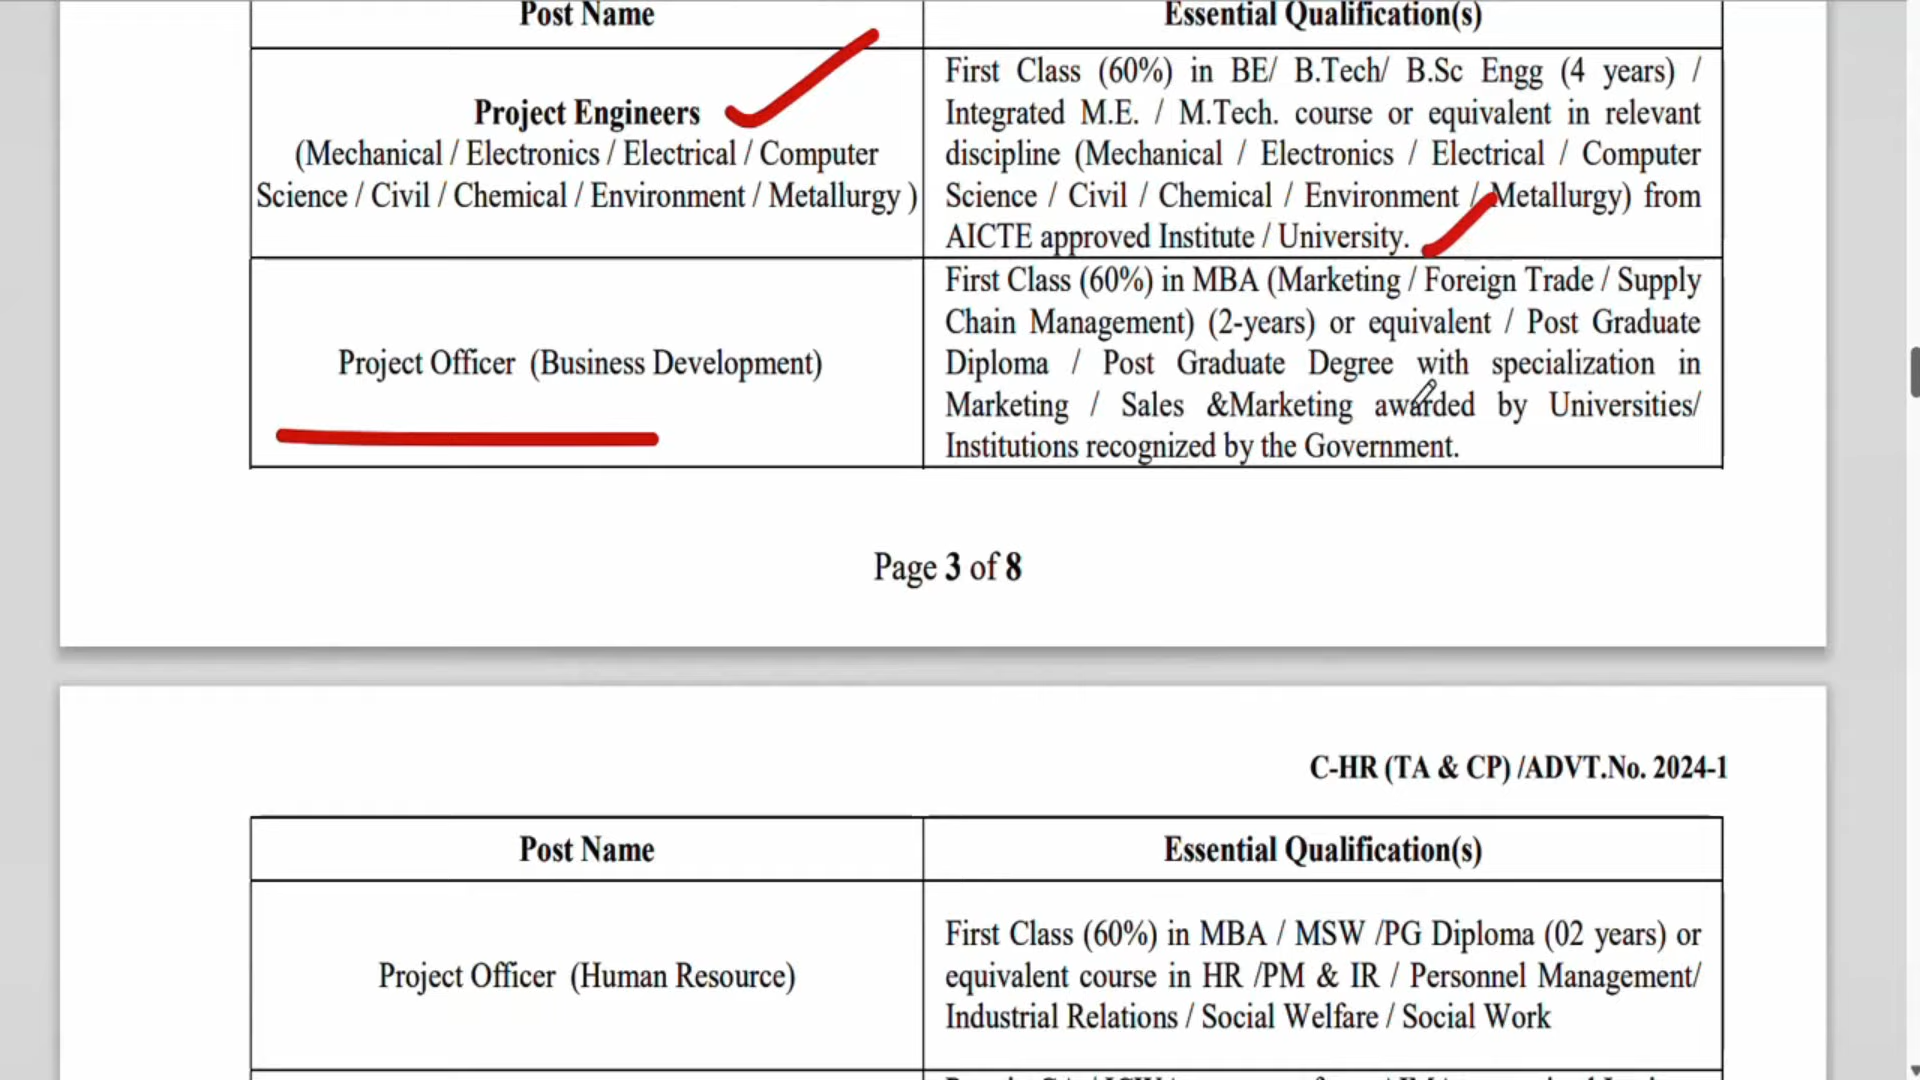 Post Name
Essential Qualification(s)
Project Engineers
(Mechanical / Electronics / Electrical / Computer
Science / Civil / Chemical / Environment / Metallurgy )
First Class (60%) in BE/ B.Tech/ B.Sc Engg (4 years) /
Integrated M.E. / M.Tech. course or equivalent in relevant
discipline (Mechanical / Electronics / Electrical / Computer
Science / Civil / Chemical / Environment / Metallurgy) from
AICTE approved Institute / University.
Project Officer (Business Development)
First Class (60%) in MBA (Marketing / Foreign Trade / Supply
Chain Management) (2-years) or equivalent / Post Graduate
Diploma / Post Graduate Degree with specialization in
Marketing / Sales &Marketing awarded by Universities/
Institutions recognized by the Government.
Page 3 of 8
C-HR (TA & CP) /ADVT.No. 2024-1
Post Name
Essential Qualification(s)
Project Officer (Human Resource)
First Class (60%) in MBA / MSW /PG Diploma (02 years) or
equivalent course in HR /PM & IR / Personnel Management/
Industrial Relations / Social Welfare / Social Work